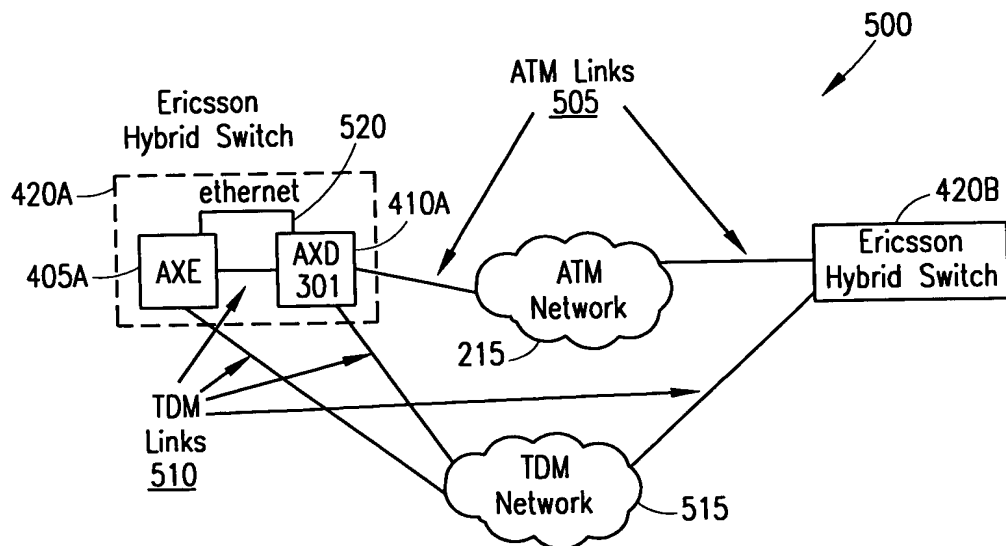 500
ATM Links
505
Ericsson
Hybrid Switch
520
420A
ethernet
410A
420B
AXE
AXD
301
405A
Ericsson
Hybrid Switch
ATM
Network
215
TDM
Links
510
TDM
Network
515